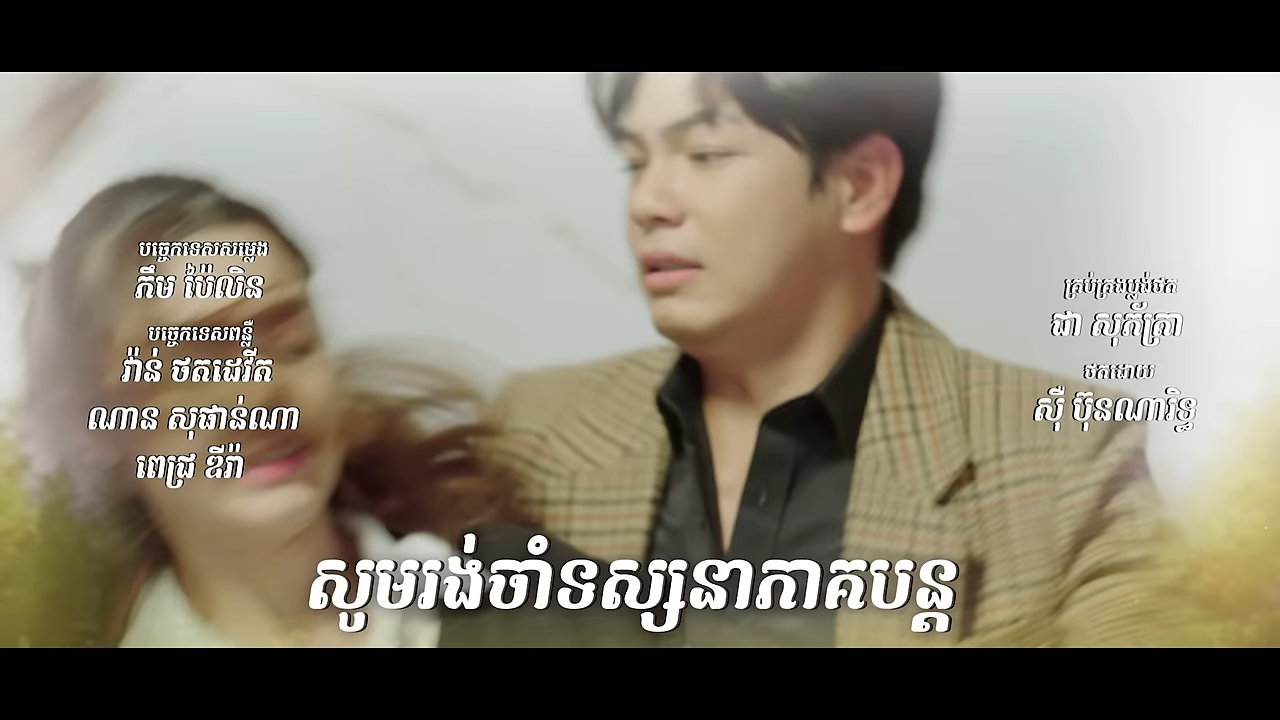 បច្ចេកទេសសម្លេង
ភឹម ប៉ៃលិន
បច្ចេកទេសពន្លឺ
វ៉ាន់ ថតដេវីត
ណាន សុផាន់ណា
ពេជ្រ ឌីរ៉ា
គ្រប់គ្រងប្លង់ថត
ជា សុភ័ត្រា
ថតដោយ
ស៊ឺ ប៊ុនណារិទ្ធ
សូមរង់ចាំទស្សនាភាគបន្ត